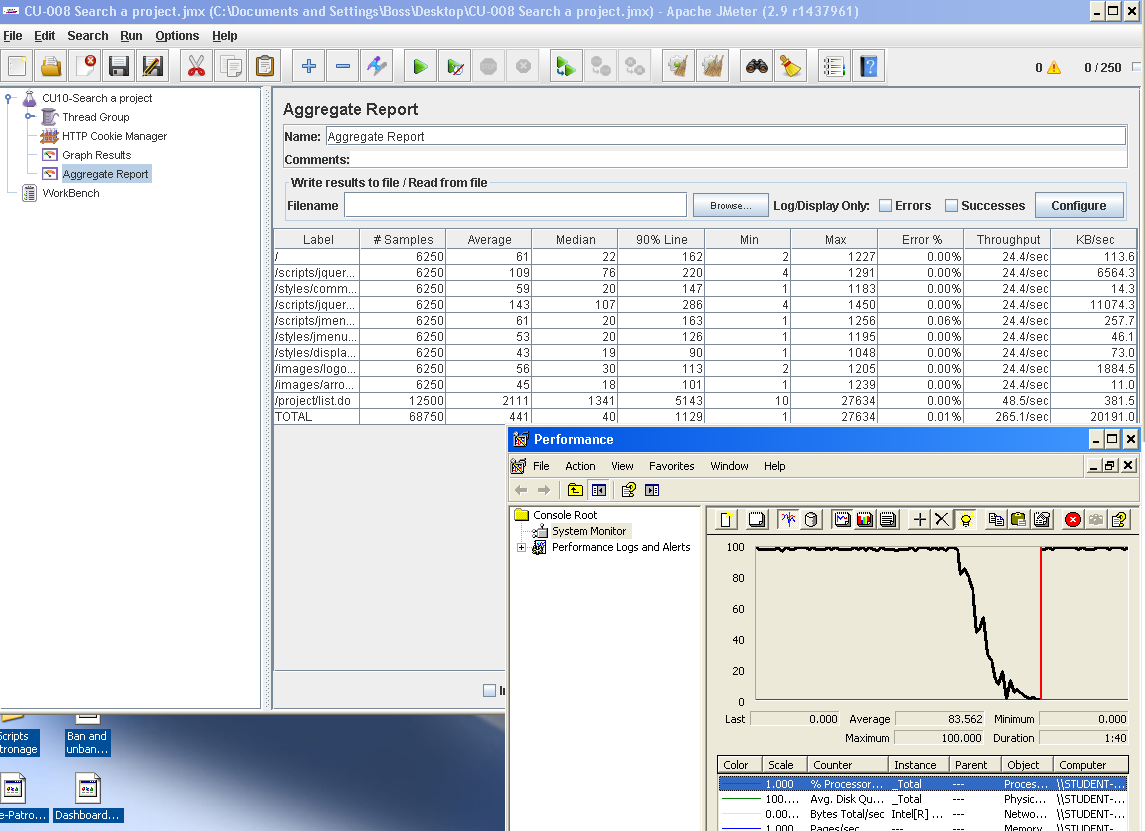 CU-008 Search a project.jmx (C:\Documents and Settings\Boss\Desktop\CU-008 Search a project.jmx) - Apache JMeter (2.9 r1437961)
File Edit Search Run Options Help
0 0 / 250
CU10-Search a project
Thread Group
HTTP Cookie Manager
Graph Results
Aggregate Report
WorkBench
Aggregate Report
Name: Aggregate Report
Comments:
Write results to file / Read from file
Filename Browse... Log/Display Only: Errors Successes Configure
Label # Samples Average Median 90% Line Min Max Error % Throughput KB/sec
/ 6250 61 22 162 2 1227 0.00% 24.4/sec 113.6
/scripts/jquer... 6250 109 76 220 4 1291 0.00% 24.4/sec 6564.3
/styles/comm... 6250 59 20 147 1 1183 0.00% 24.4/sec 14.3
/scripts/jquer... 6250 143 107 286 4 1450 0.00% 24.4/sec 11074.3
/scripts/jmen... 6250 61 20 163 1 1256 0.06% 24.4/sec 257.7
/styles/jmenu... 6250 53 20 126 1 1195 0.00% 24.4/sec 46.1
/styles/displa... 6250 43 19 90 1 1048 0.00% 24.4/sec 73.0
/images/logo... 6250 56 30 113 2 1205 0.00% 24.4/sec 1884.5
/images/arro... 6250 45 18 101 1 1239 0.00% 24.4/sec 11.0
/project/list.do 12500 2111 1341 5143 10 27634 0.00% 48.5/sec 381.5
TOTAL 68750 441 40 1129 1 27634 0.01% 265.1/sec 20191.0
Performance
File Action View Favorites Window Help
Console Root
System Monitor
Performance Logs and Alerts
100
80
60
40
20
0
Last 0.000 Average 83.562 Minimum 0.000
Maximum 100.000 Duration 1:40
Color Scale Counter Instance Parent Object Computer
1.000 % Processor... _Total --- Proces... \\STUDENT-...
100.... Avg. Disk Qu... _Total --- Physic... \\STUDENT-...
0.00... Bytes Total/sec Intel[R] ... --- Netwo... \\STUDENT-...
1.000 Pages/sec --- --- Memory \\STUDENT-...
Scripts
tronage
Ban and
unban...
e-Patro...
Dashboard...